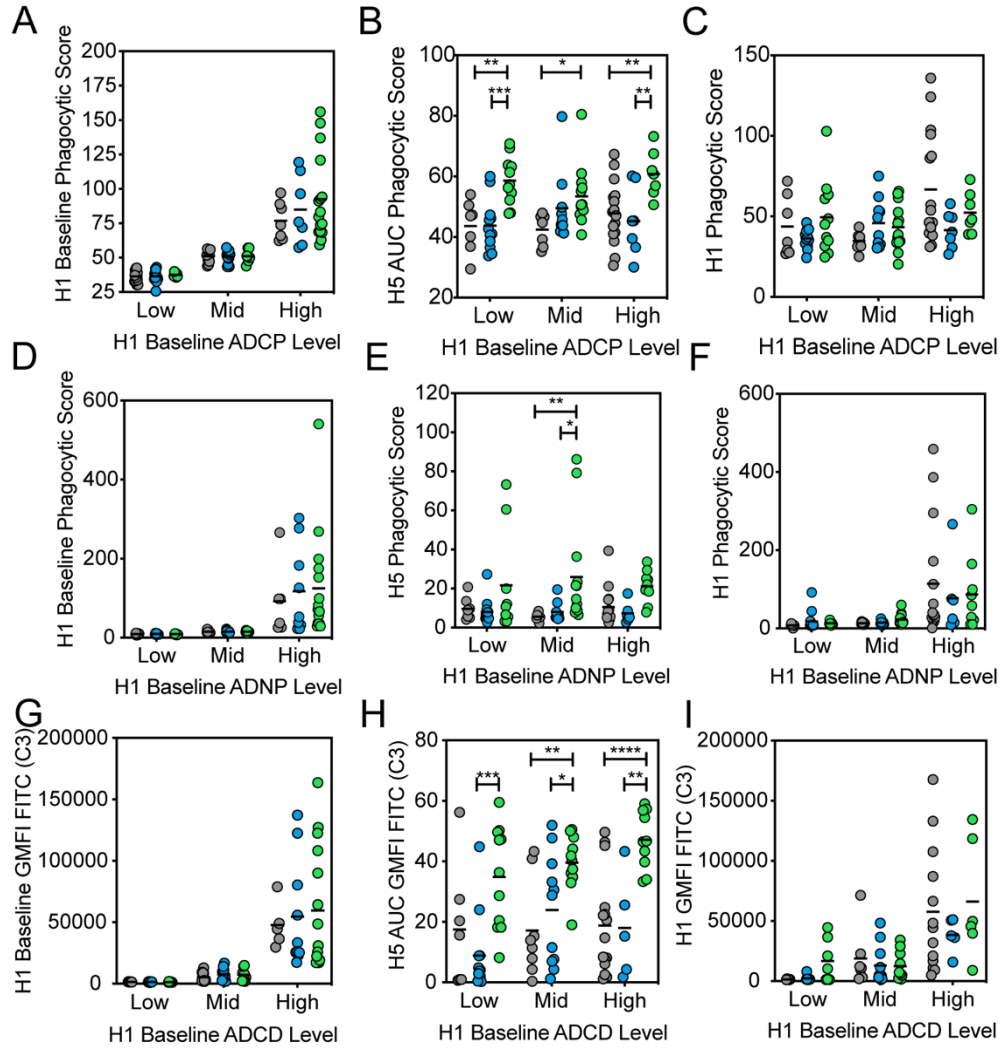 A
H1 Baseline Phagocytic Score
200
175
150
125
100
75
50
25
Low Mid High
H1 Baseline ADCP Level
B
H5 AUC Phagocytic Score
100
80
60
40
20
** * **
*** **
Low Mid High
H1 Baseline ADCP Level
C
H1 Phagocytic Score
150
100
50
0
Low Mid High
H1 Baseline ADCP Level
D
H1 Baseline Phagocytic Score
600
400
200
0
Low Mid High
H1 Baseline ADNP Level
E
H5 Phagocytic Score
120
100
80
60
40
20
0
**
*
Low Mid High
H1 Baseline ADNP Level
F
H1 Phagocytic Score
600
400
200
0
Low Mid High
H1 Baseline ADNP Level
G
H1 Baseline GMFI FITC (C3)
200000
150000
100000
50000
0
Low Mid High
H1 Baseline ADCD Level
H
H5 AUC GMFI FITC (C3)
80
60
40
20
0
** ****
*** * **
Low Mid High
H1 Baseline ADCD Level
I
H1 GMFI FITC (C3)
200000
150000
100000
50000
0
Low Mid High
H1 Baseline ADCD Level